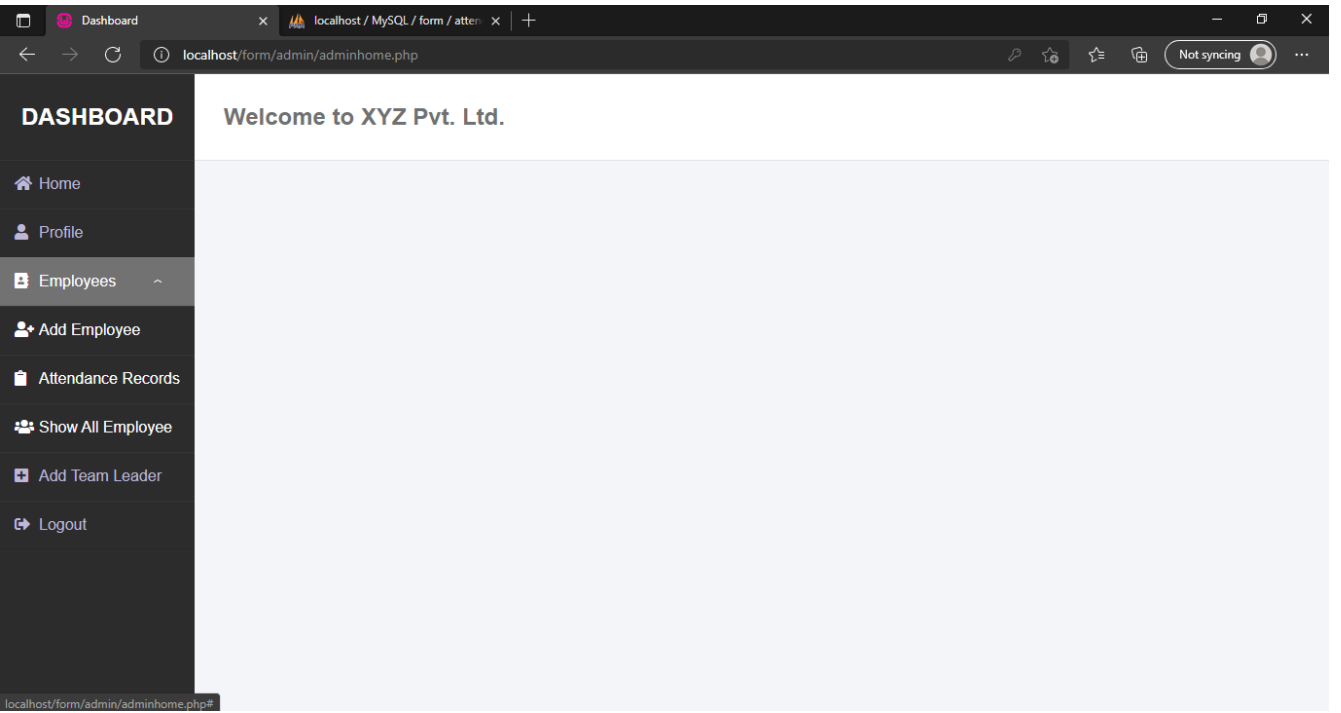 Dashboard
localhost / MySQL / form / atten
localhost/form/admin/adminhome.php
Not syncing
DASHBOARD
Welcome to XYZ Pvt. Ltd.
Home
Profile
Employees
Add Employee
Attendance Records
Show All Employee
Add Team Leader
Logout
localhost/form/admin/adminhome.php#